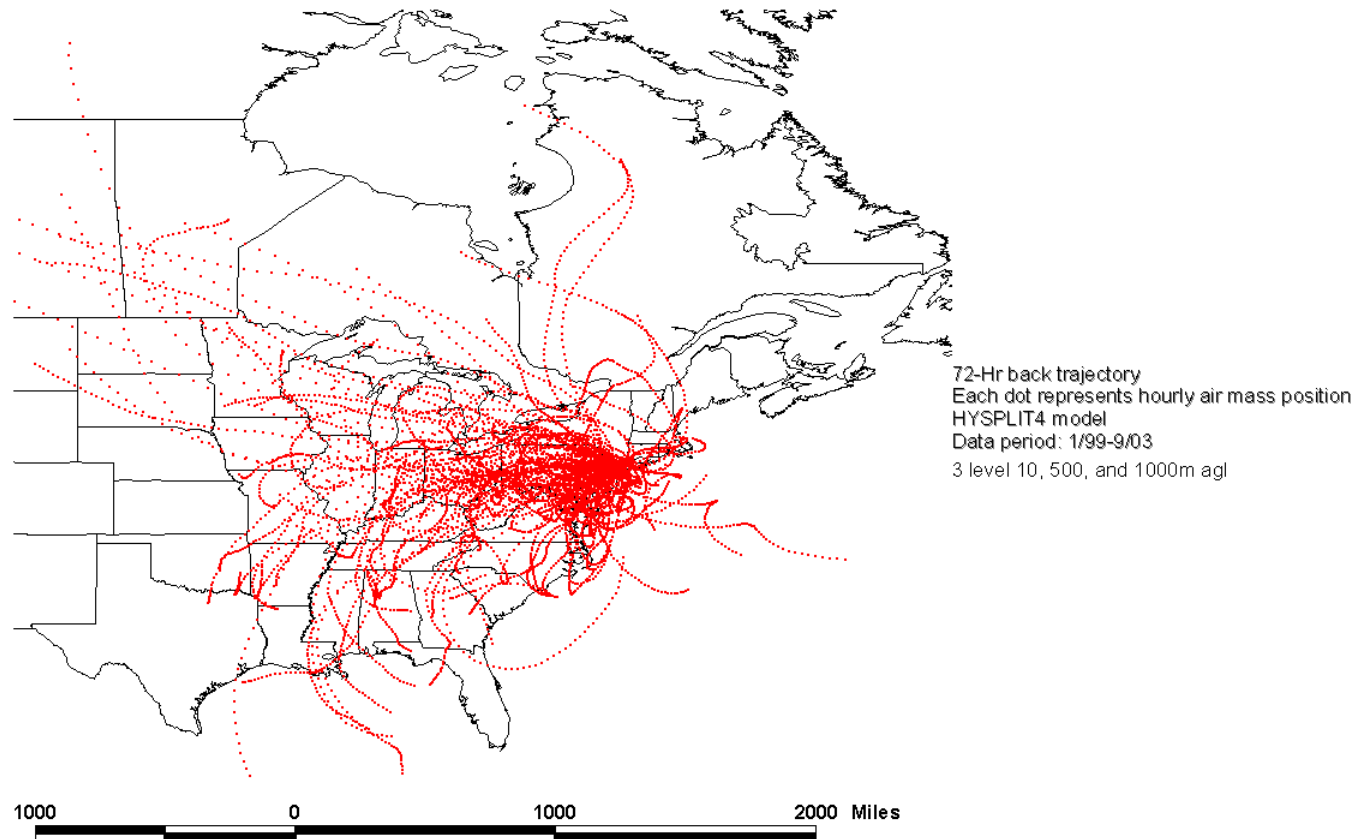 72-Hr back trajectory
Each dot represents hourly air mass position
HYSPLIT4 model
Data period: 1/99-9/03
3 level 10, 500, and 1000m agl
1000 0 1000 2000 Miles